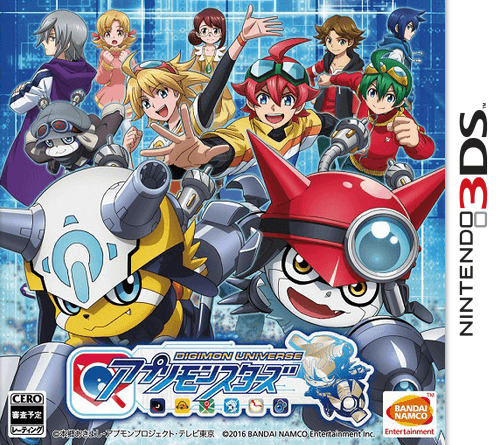 NINTENDO 3DS™
DIGIMON UNIVERSE
アプリモンスターズ
CERO
審査予定
レーティング
©本郷あきよし・アプモンプロジェクト・テレビ東京 ©2016 BANDAI NAMCO Entertainment Inc.
BANDAI
NAMCO
Entertainment